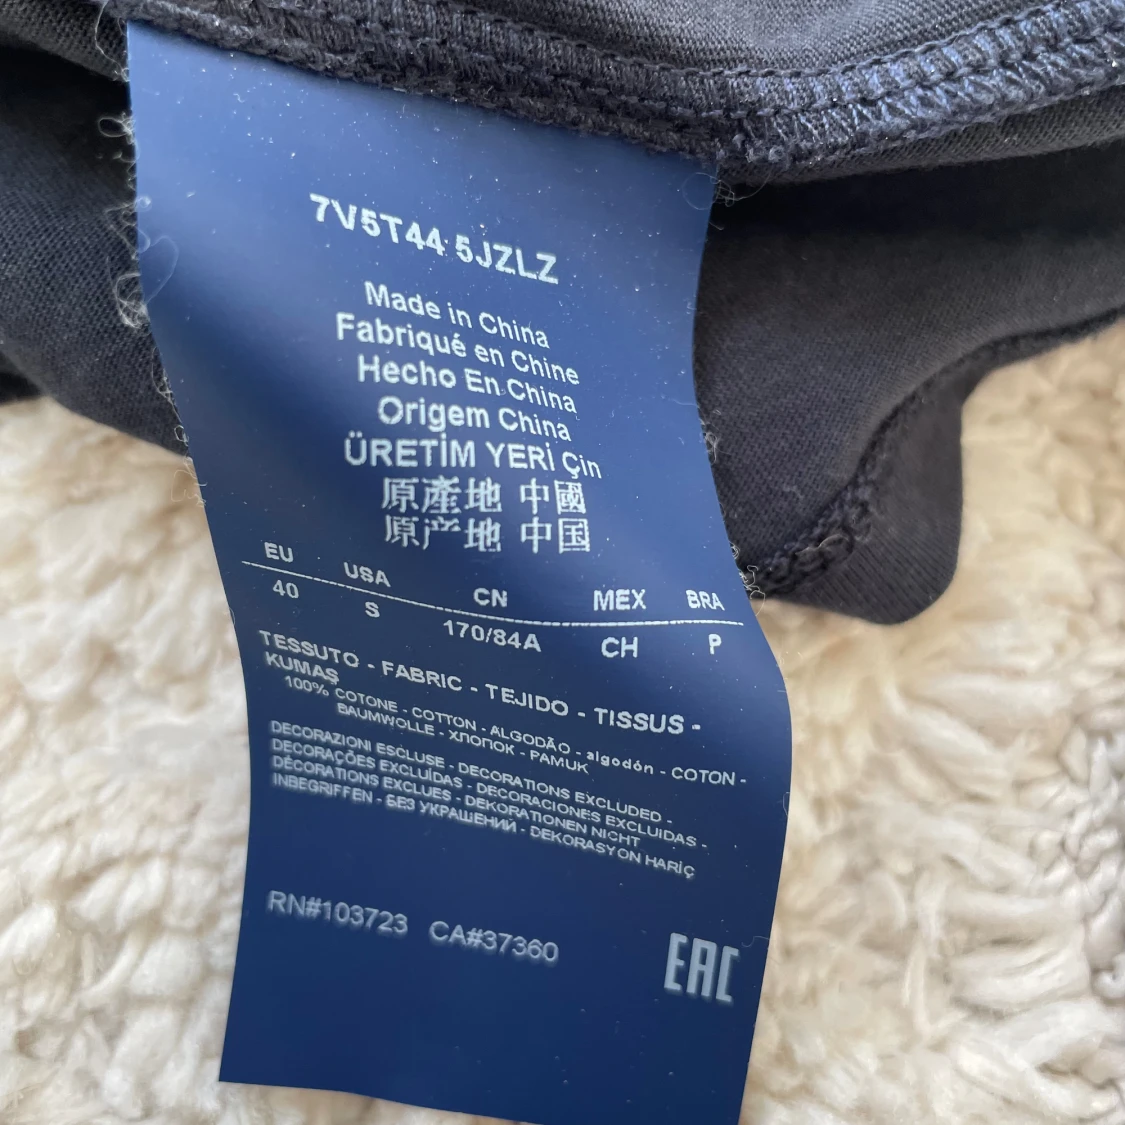 7V5T44 5JZLZ
Made in China
Fabriqué en Chine
Hecho En China
Origem China
ÜRETİM YERİ Çin
原產地 中國
原产地 中国
EU USA CN MEX BRA
40 S 170/84A CH P
TESSUTO - FABRIC - TEJIDO - TISSUS -
KUMAŞ
100% COTONE - COTTON - ALGODÃO - algodón - COTON -
BAUMWOLLE - ХЛОПОК - PAMUK
DECORAZIONI ESCLUSE - DECORATIONS EXCLUDED -
DECORAÇÕES EXCLUÍDAS - DECORACIONES EXCLUIDAS -
DÉCORATIONS EXCLUES - DEKORATIONEN NICHT
INBEGRIFFEN - БЕЗ УКРАШЕНИИ - DEKORASYON HARİÇ
RN#103723 CA#37360
EAC